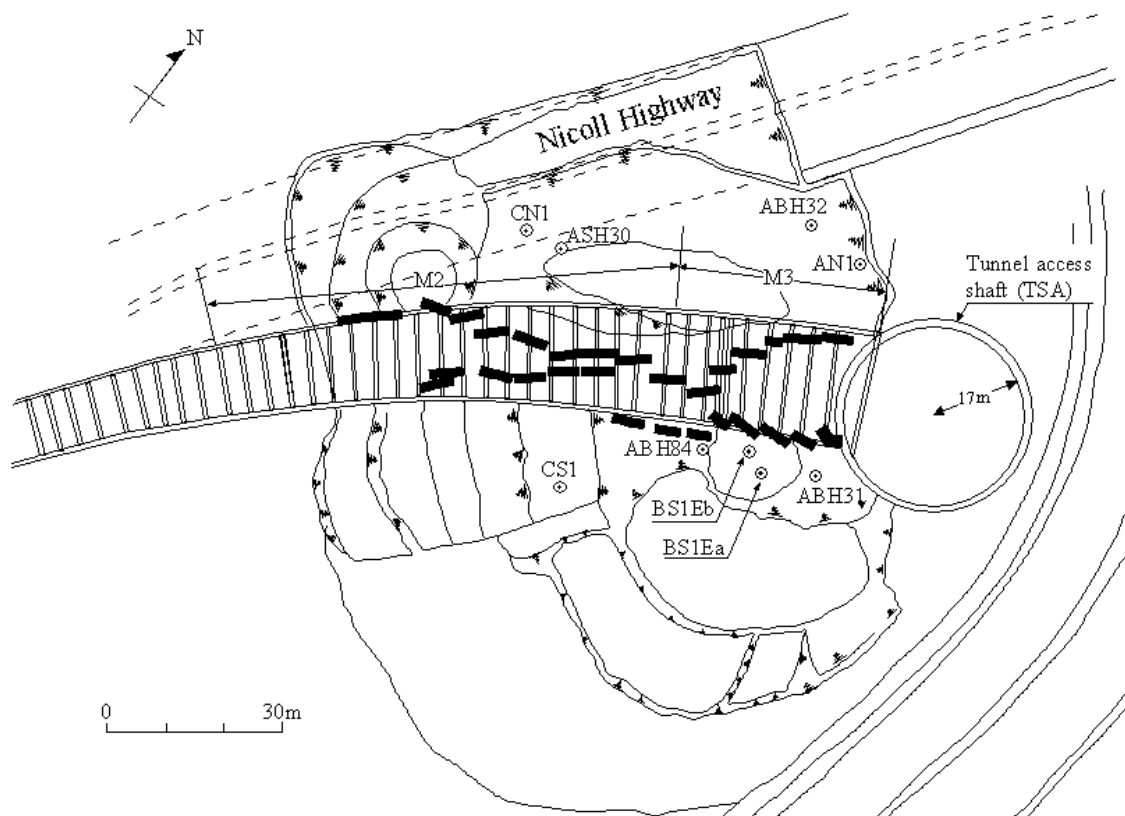 N
Nicoll Highway
CN1
ABH32
ASH30
AN1
M2
M3
Tunnel access
shaft (TSA)
17m
ABH84
CS1
ABH31
BS1Eb
BS1Ea
0 30m